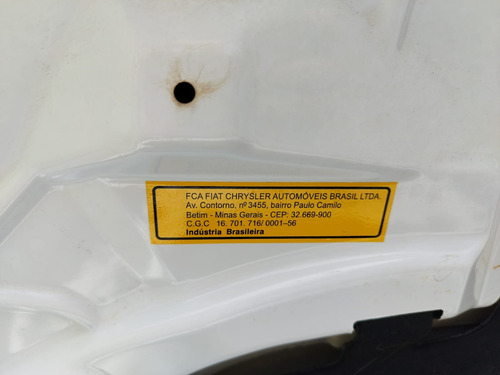 FCA FIAT CHRYSLER AUTOMÓVEIS BRASIL LTDA.
Av. Contorno, nº 3455, bairro Paulo Camilo
Betim - Minas Gerais - CEP: 32.669-900
C.G.C 16. 701. 716/ 0001-56
Indústria Brasileira